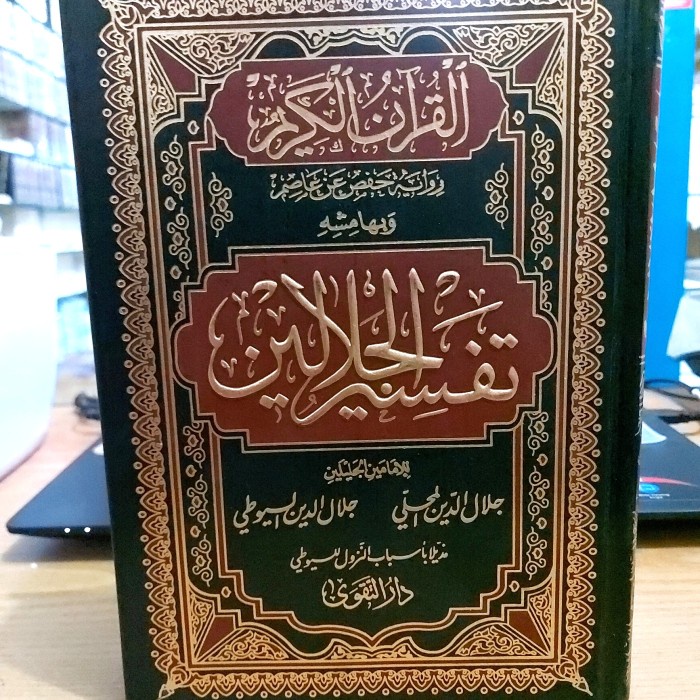 القرآن الكريم
رواية حفص عن عاصم
وبهامشه
تفسير الجلالين
للإمامين الجليلين
جلال الدين المحلي جلال الدين السيوطي
مذيلا بأسباب النزول للسيوطي
دار التقوى